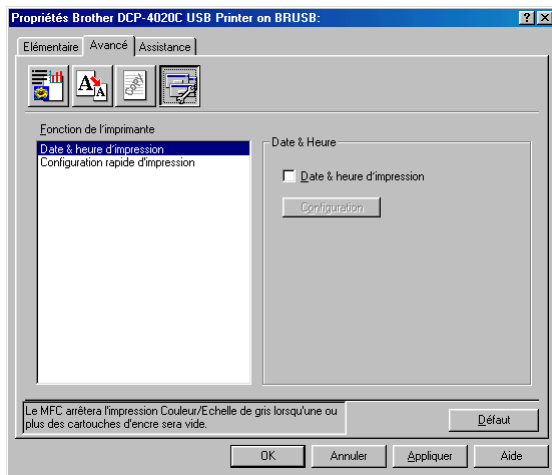 Propriétés Brother DCP-4020C USB Printer on BRUSB:
Elémentaire
Avancé
Assistance
Fonction de l'imprimante
Date & heure d'impression
Configuration rapide d'impression
Date & Heure
Date & heure d'impression
Configuration
Le MFC arrêtera l'impression Couleur/Echelle de gris lorsqu'une ou
plus des cartouches d'encre sera vide.
Défaut
OK
Annuler
Appliquer
Aide